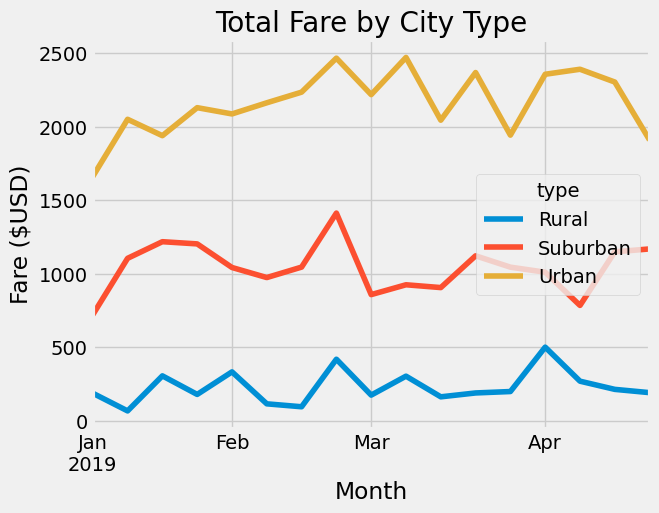 Total Fare by City Type
Fare ($USD)
2500
2000
1500
1000
500
0
type
Rural
Suburban
Urban
Jan
2019
Feb
Mar
Apr
Month